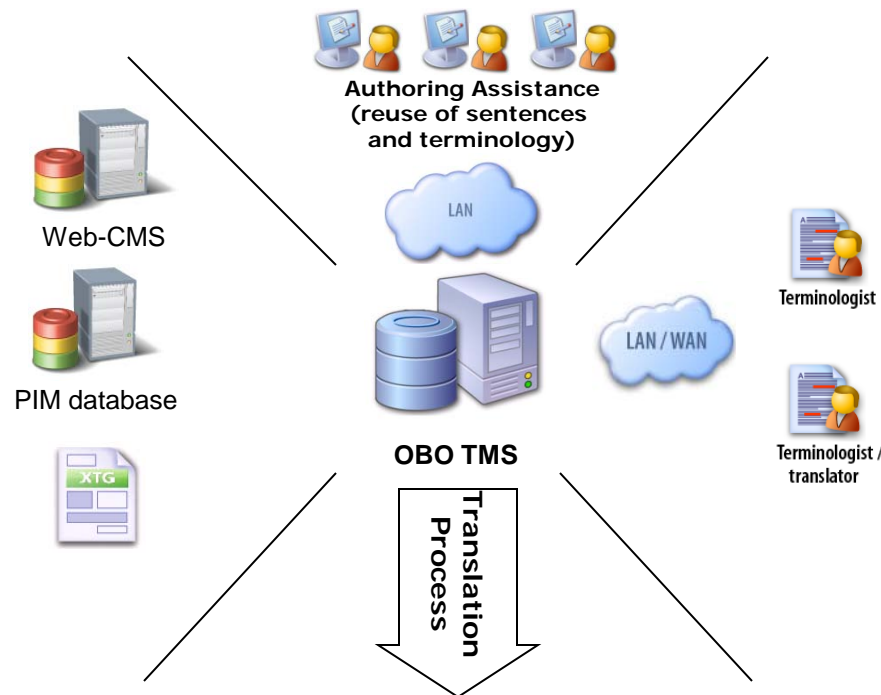 Authoring Assistance
(reuse of sentences
and terminology)
LAN
Web-CMS
PIM database
XTG
OBO TMS
LAN / WAN
Terminologist
Terminologist /
translator
Translation
Process